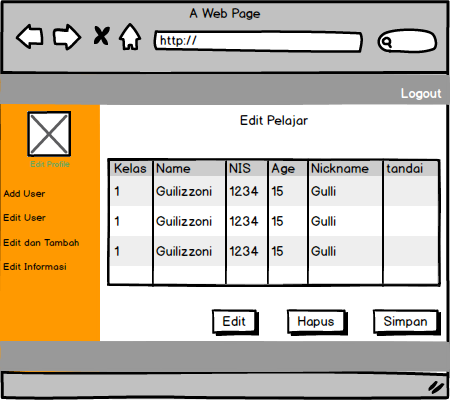 A Web Page
http://
Logout
Edit Profile
Add User
Edit User
Edit dan Tambah
Edit Informasi
Edit Pelajar
Kelas Name NIS Age Nickname tandai
1 Guilizzoni 1234 15 Gulli
1 Guilizzoni 1234 15 Gulli
1 Guilizzoni 1234 15 Gulli
Edit Hapus Simpan